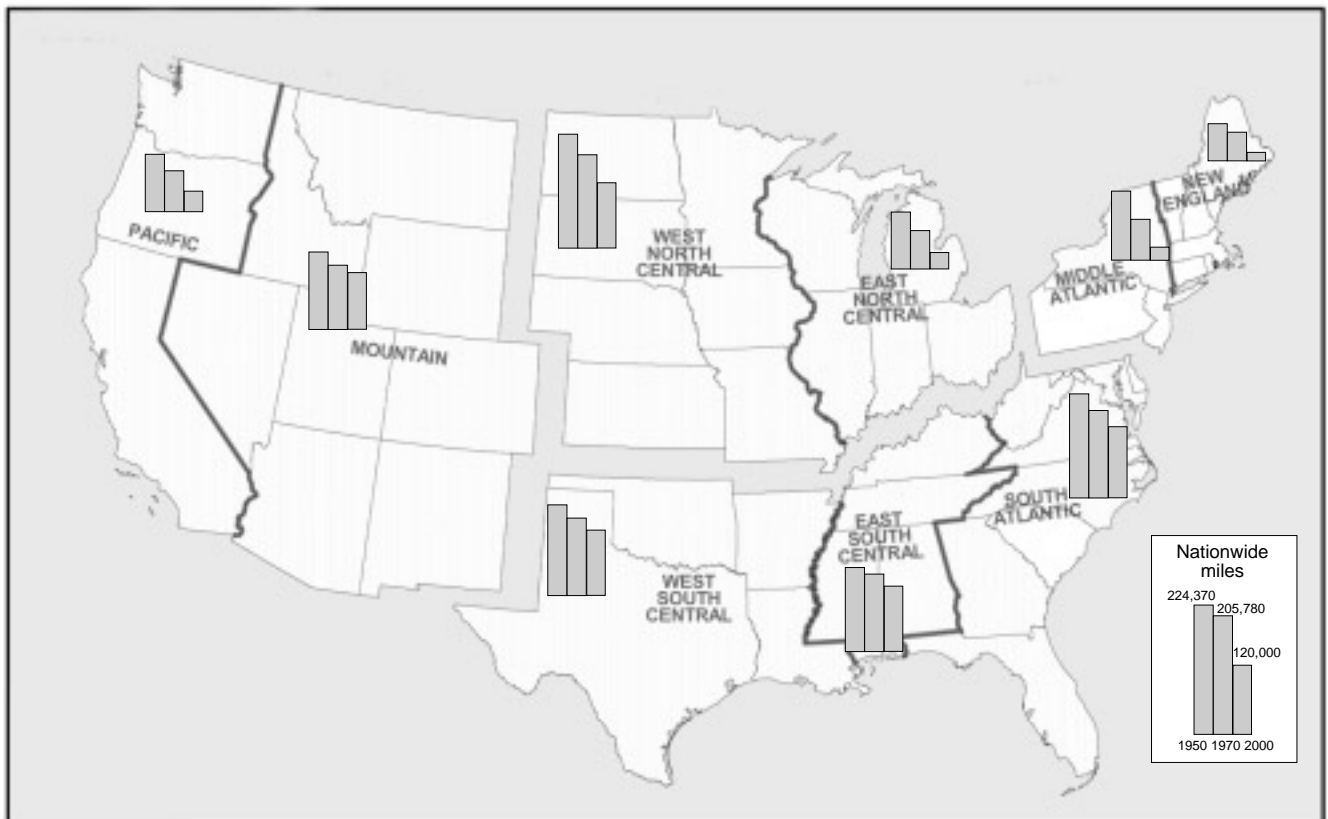 NEW
ENGLAND
PACIFIC
WEST
NORTH
CENTRAL
EAST
NORTH
CENTRAL
MIDDLE
ATLANTIC
MOUNTAIN
SOUTH
ATLANTIC
EAST
SOUTH
CENTRAL
WEST
SOUTH
CENTRAL
Nationwide
miles
224,370
205,780
120,000
1950 1970 2000